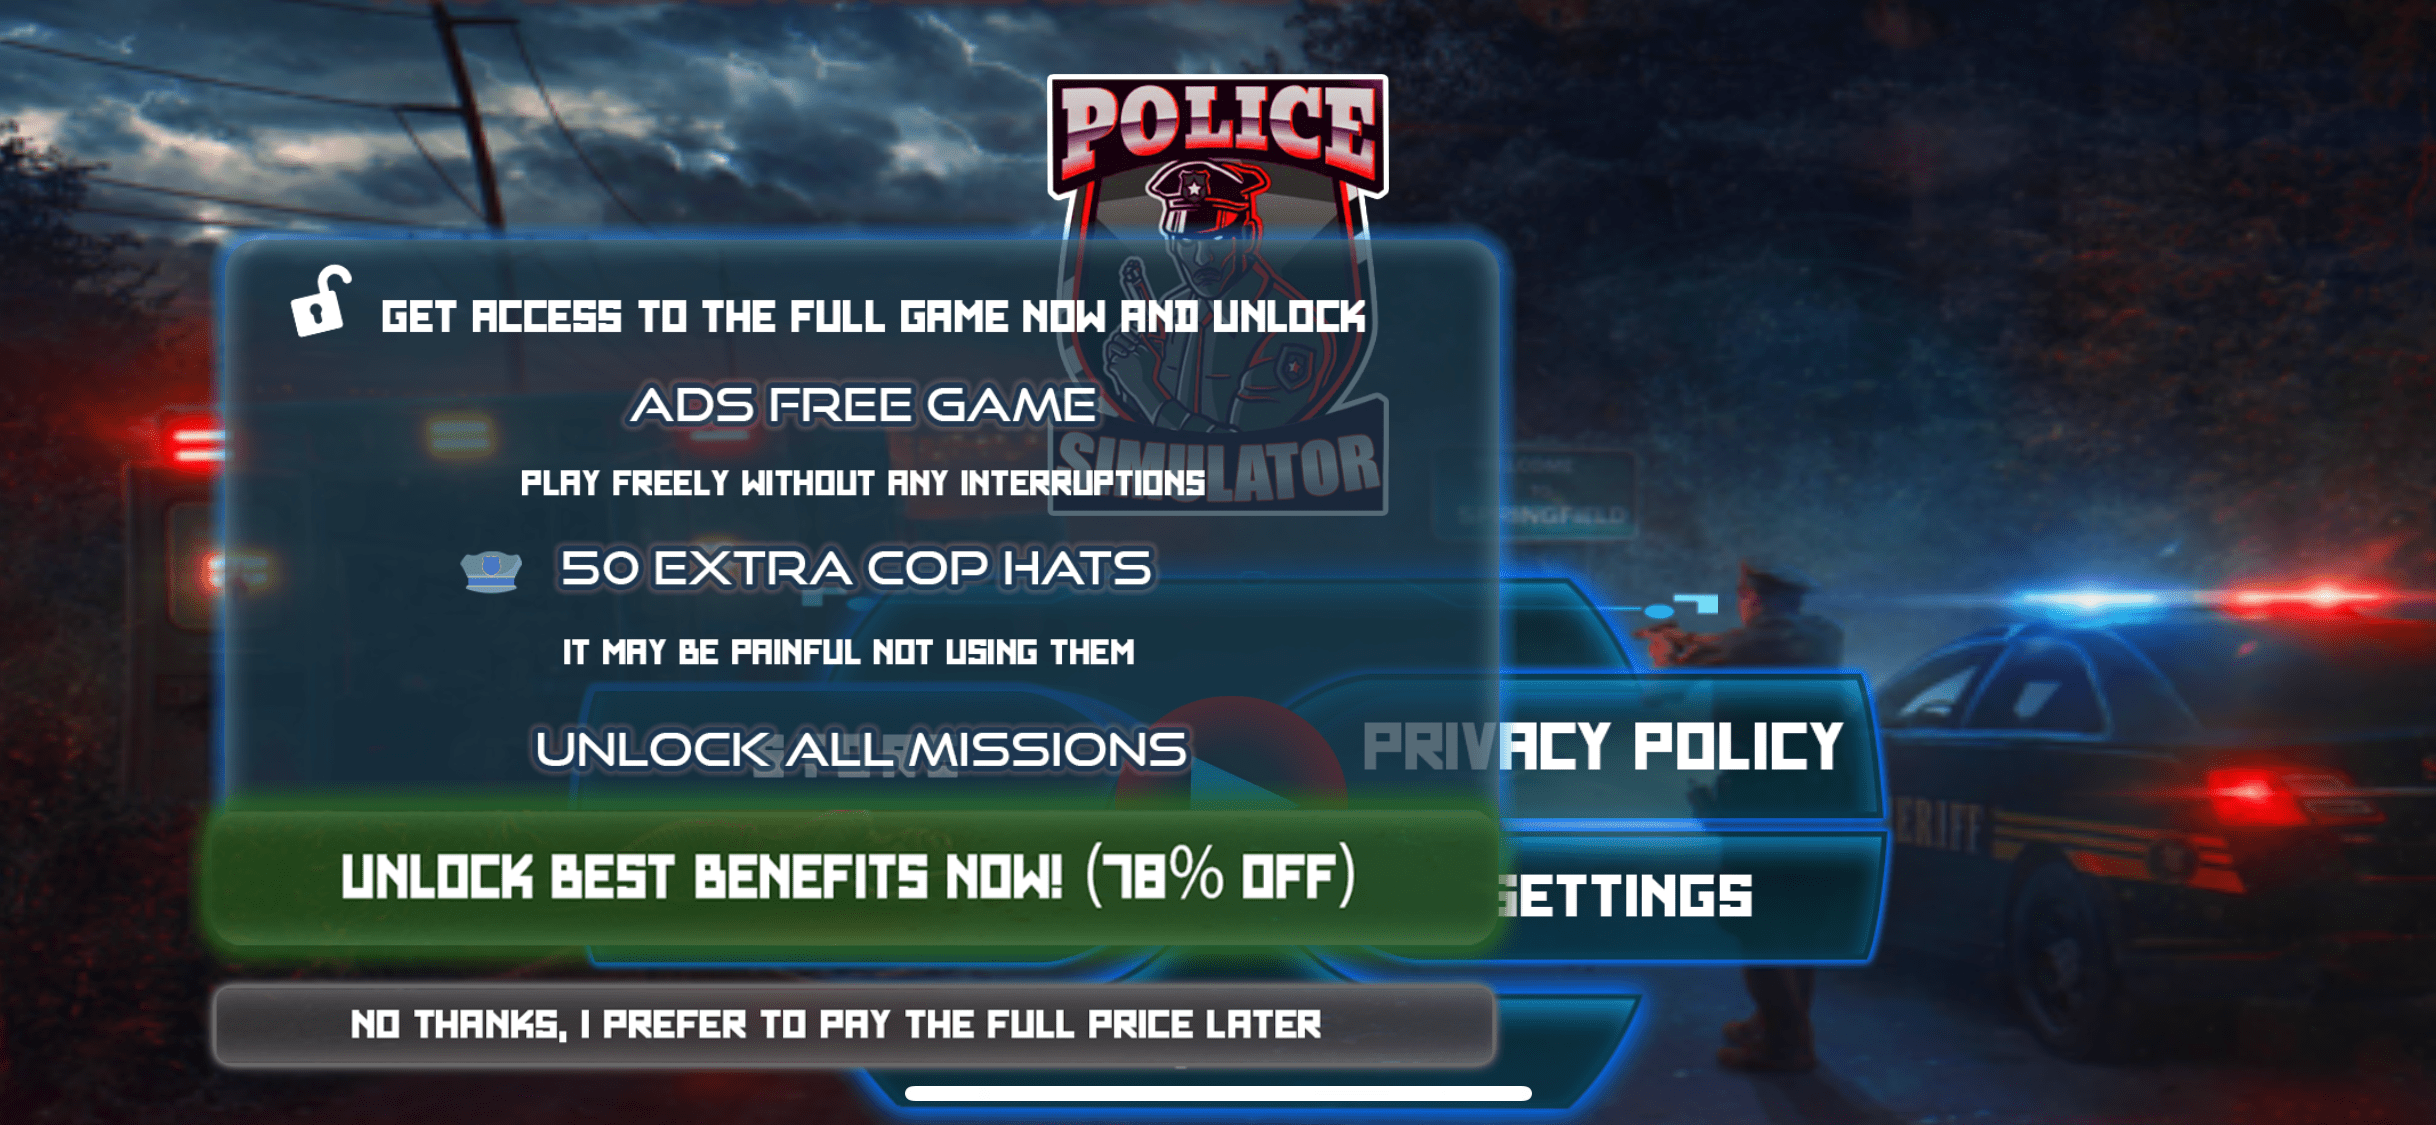 POLICE
SIMULATOR
GET ACCESS TO THE FULL GAME NOW AND UNLOCK
ADS FREE GAME
PLAY FREELY WITHOUT ANY INTERRUPTIONS
50 EXTRA COP HATS
IT MAY BE PAINFUL NOT USING THEM
UNLOCK ALL MISSIONS
UNLOCK BEST BENEFITS NOW! (78% OFF)
NO THANKS, I PREFER TO PAY THE FULL PRICE LATER
PRIVACY POLICY
SETTINGS